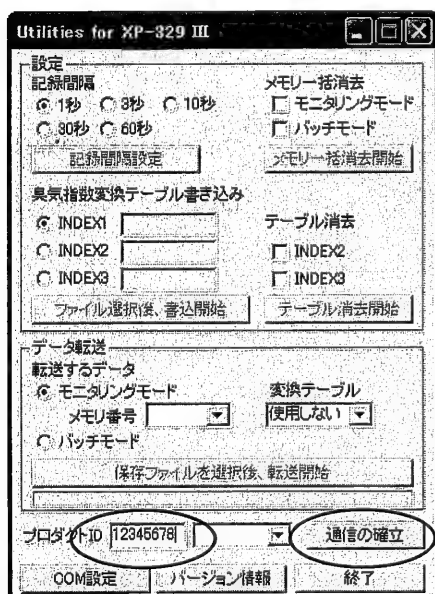 Utilities for XP-329 III
設定
記録間隔
1秒 3秒 10秒
30秒 60秒
記録間隔設定
メモリー括消去
モニタリングモード
バッチモード
メモリー括消去開始
臭気指数変換テーブル書き込み
INDEX1
INDEX2
INDEX3
ファイル選択後、書込開始
テーブル消去
INDEX2
INDEX3
テーブル消去開始
データ転送
転送するデータ
モニタリングモード
メモリ番号
バッチモード
変換テーブル
使用しない
保存ファイルを選択後、転送開始
プロダクトID 12345678 通信の確立
COM設定 バージョン情報 終了